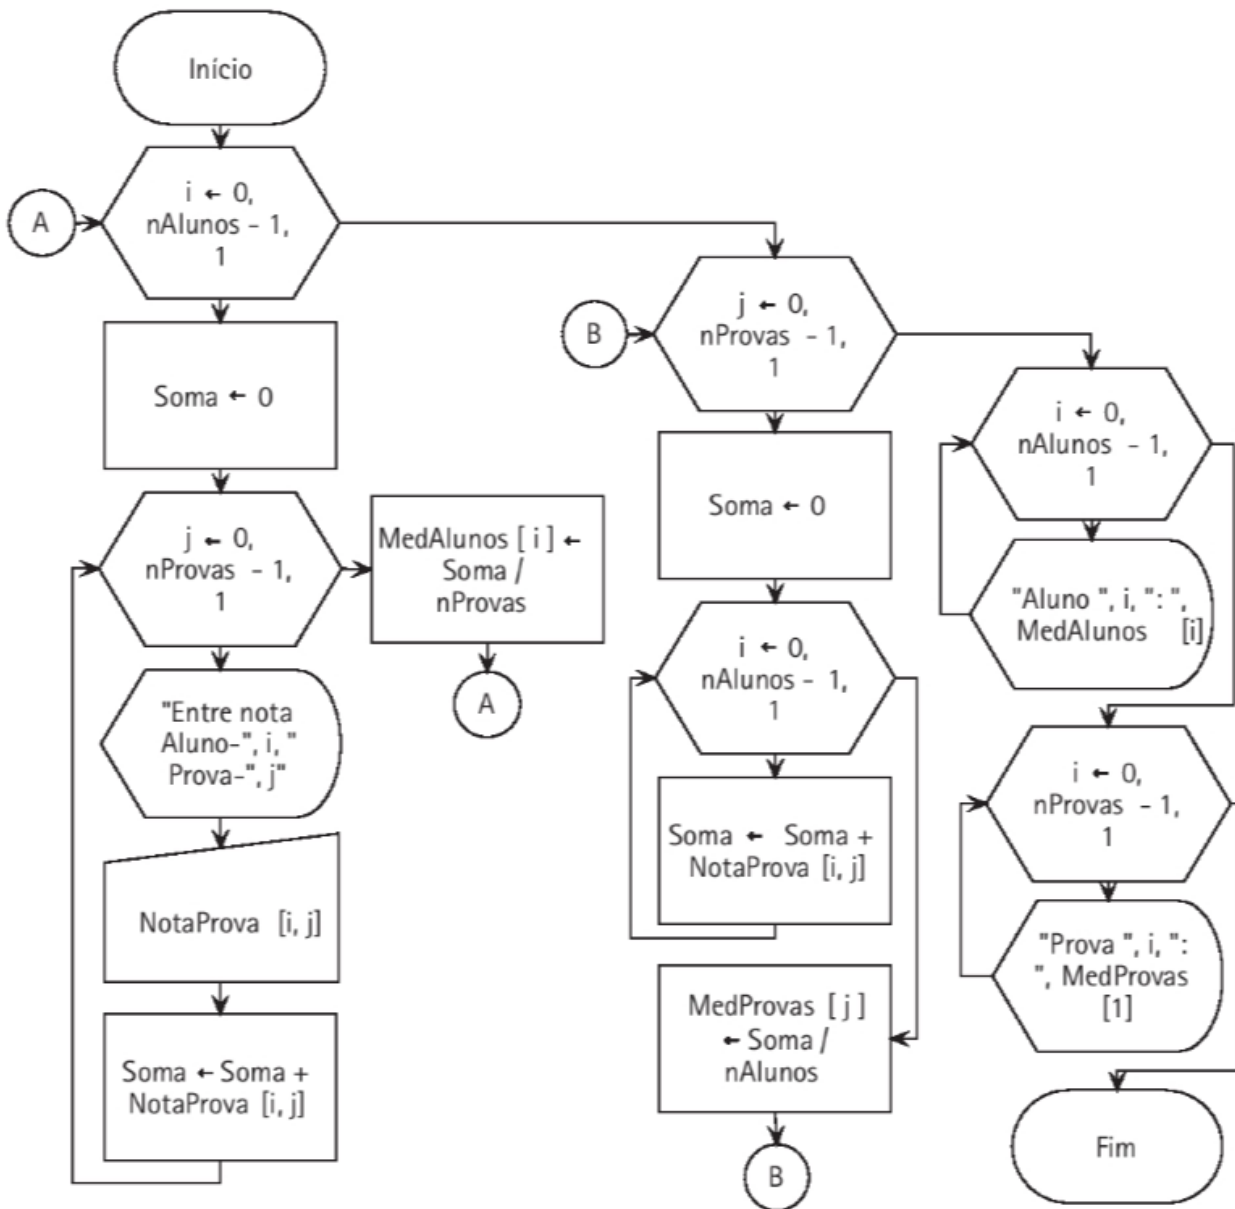 Início
A
i ← 0,
nAlunos - 1,
1
Soma ← 0
j ← 0,
nProvas - 1,
1
MedAlunos [ i ] ←
Soma /
nProvas
A
"Entre nota
Aluno-", i, "
Prova-", j"
NotaProva [i, j]
Soma ← Soma +
NotaProva [i, j]
B
j ← 0,
nProvas - 1,
1
Soma ← 0
i ← 0,
nAlunos - 1,
1
Soma ← Soma +
NotaProva [i, j]
MedProvas [ j ]
← Soma /
nAlunos
B
i ← 0,
nAlunos - 1,
1
"Aluno ", i, ": ",
MedAlunos [i]
i ← 0,
nProvas - 1,
1
"Prova ", i, ":
", MedProvas
[1]
Fim